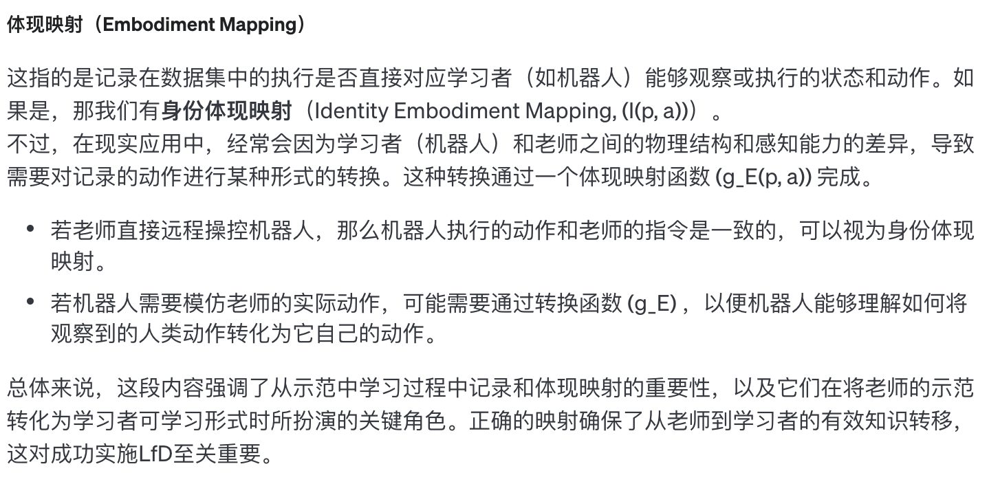 体现映射（Embodiment Mapping）
这指的是记录在数据集中的执行是否直接对应学习者（如机器人）能够观察或执行的状态和动作。如
果是，那我们有身份体现映射（Identity Embodiment Mapping, (I(p, a))）。
不过，在现实应用中，经常会因为学习者（机器人）和老师之间的物理结构和感知能力的差异，导致
需要对记录的动作进行某种形式的转换。这种转换通过一个体现映射函数 (g_E(p, a)) 完成。
• 若老师直接远程操控机器人，那么机器人执行的动作和老师的指令是一致的，可以视为身份体现
映射。
• 若机器人需要模仿老师的实际动作，可能需要通过转换函数 (g_E) ，以便机器人能够理解如何将
观察到的人类动作转化为它自己的动作。
总体来说，这段内容强调了从示范中学习过程中记录和体现映射的重要性，以及它们在将老师的示范
转化为学习者可学习形式时所扮演的关键角色。正确的映射确保了从老师到学习者的有效知识转移，
这对成功实施LfD至关重要。